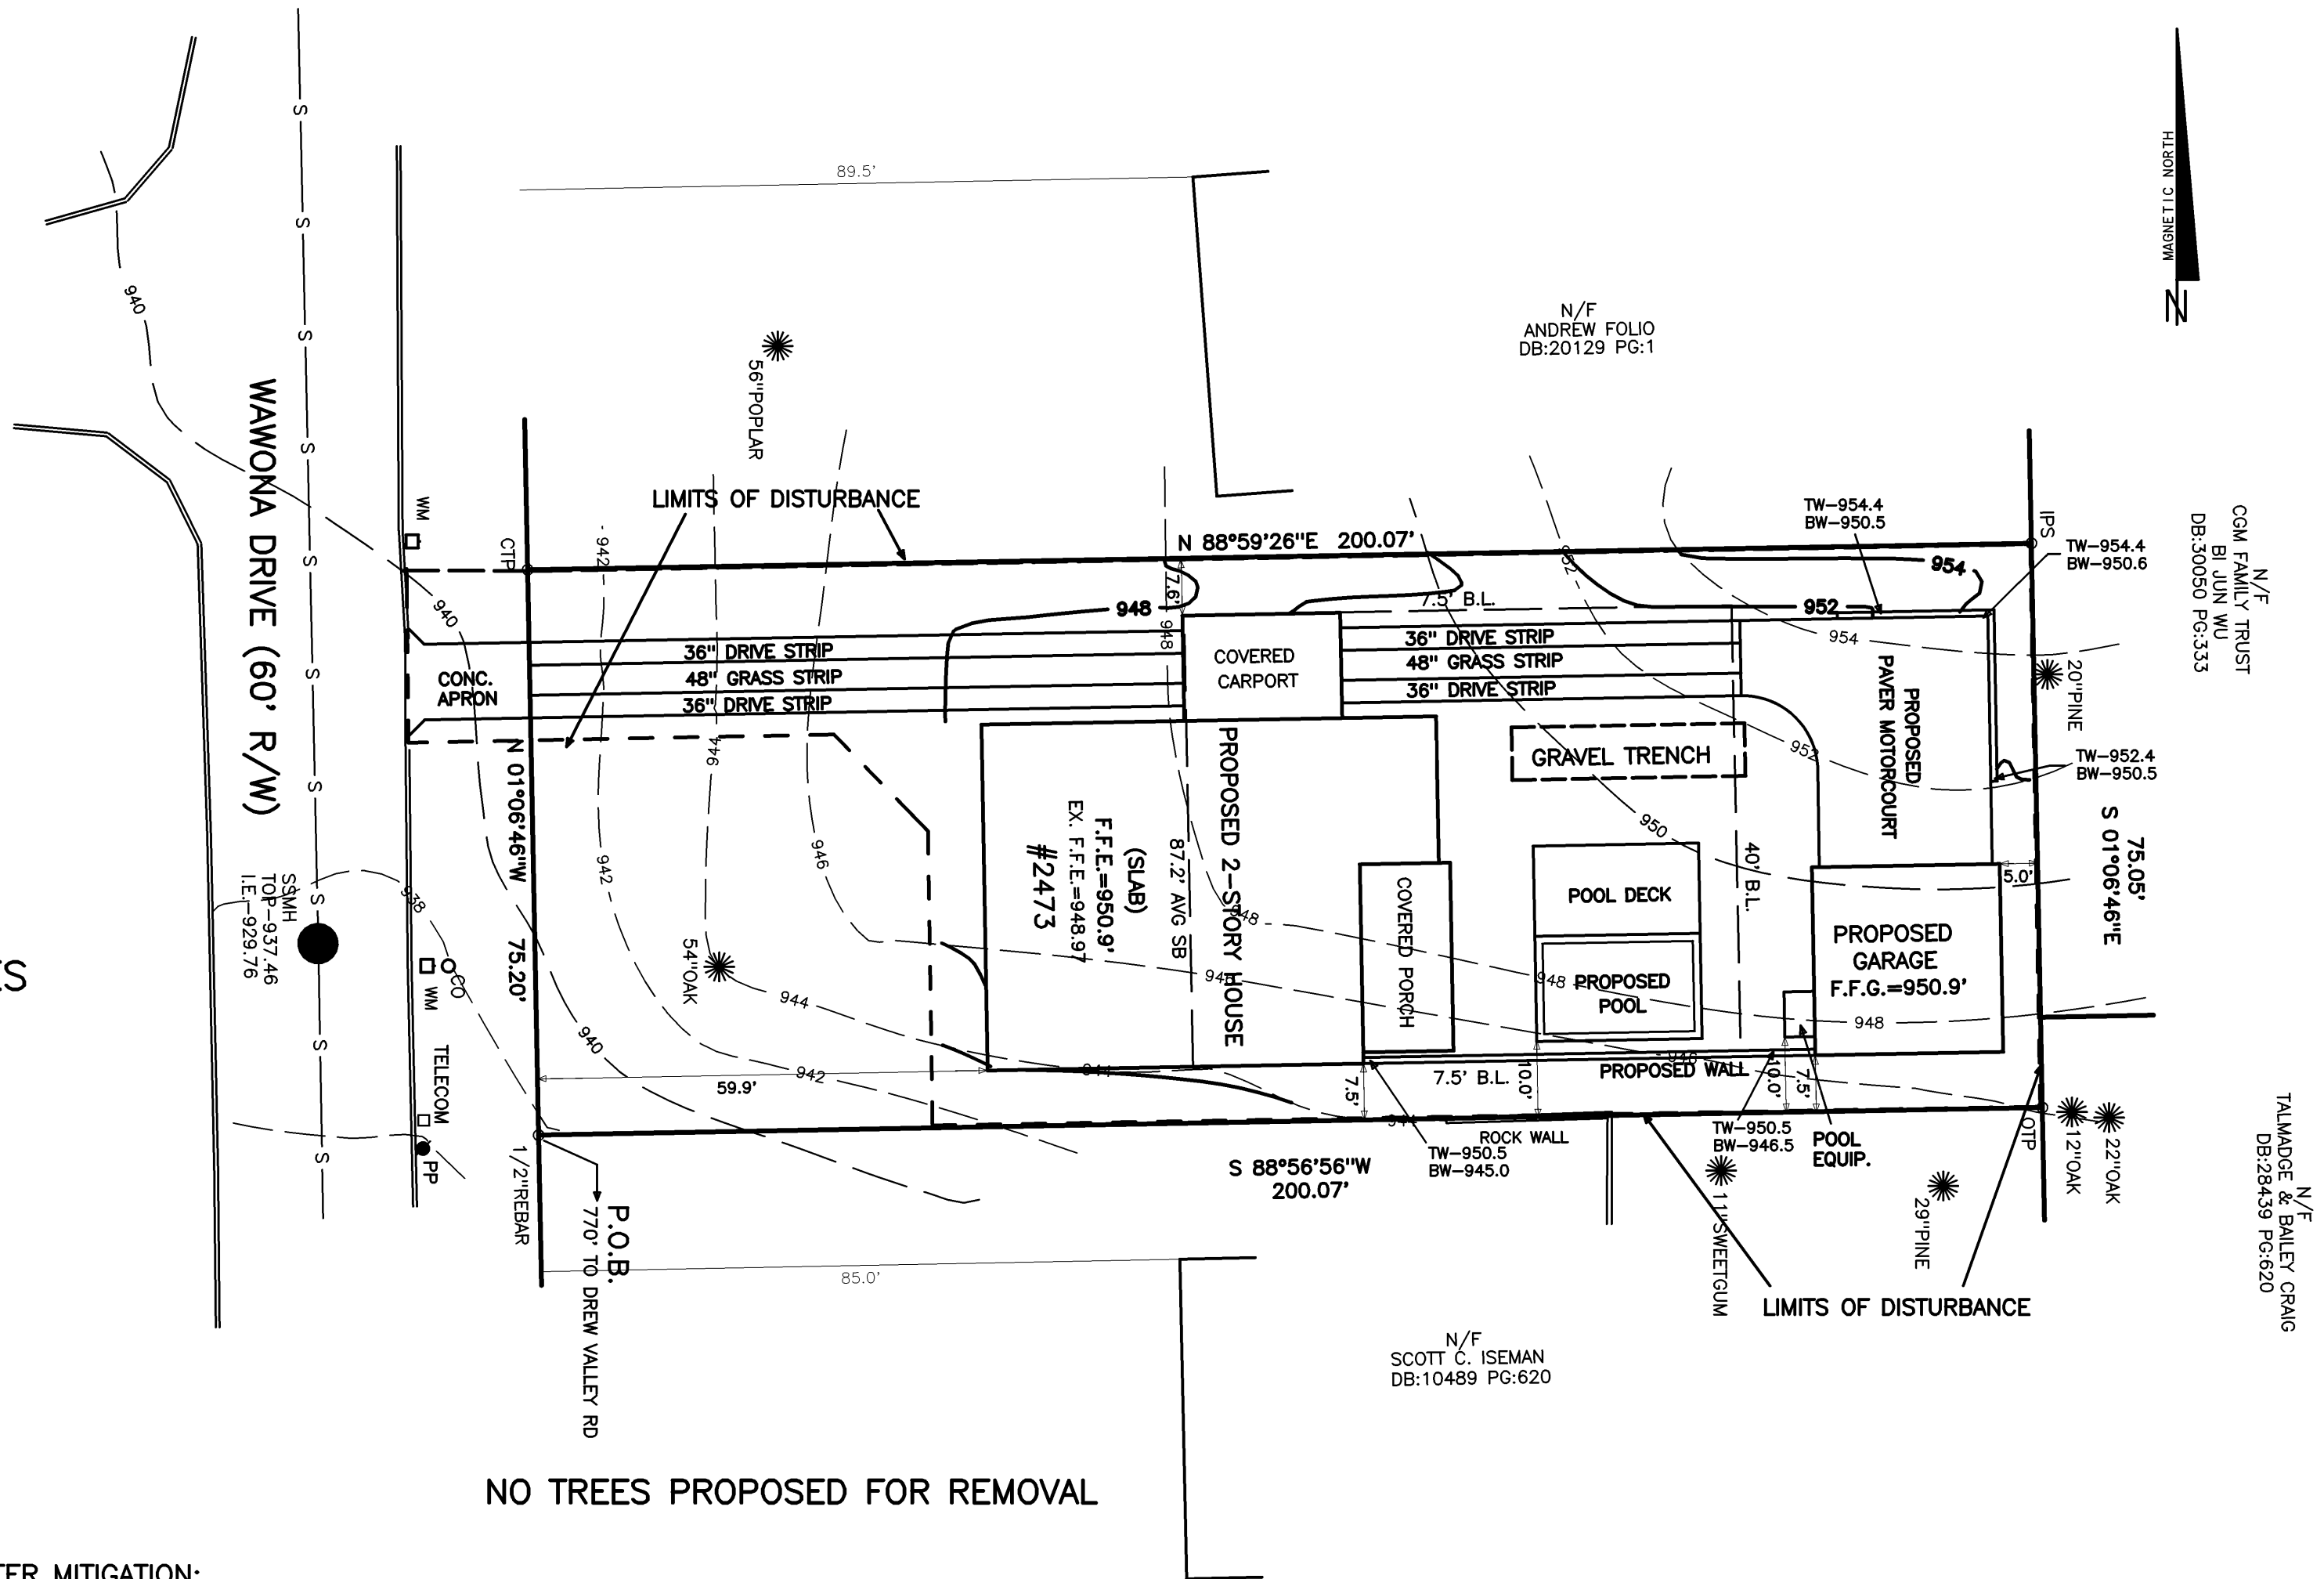 89.5'
MAGNETIC NORTH
N
940
56"POPLAR
N/F
ANDREW FOLIO
DB:20129 PG:1
WAWONA DRIVE (60' R/W)
S
S
S
S
S
S
S
S
S
S
LIMITS OF DISTURBANCE
WM
CTP
942
N 88°59'26"E 200.07'
952
TW-954.4
BW-950.5
IPS
TW-954.4
BW-950.6
N/F
CGM FAMILY TRUST
BI JUN WU
DB:30050 PG:333
940
948
7.6'
948
7.5' B.L.
952
954
954
CONC.
APRON
36" DRIVE STRIP
48" GRASS STRIP
36" DRIVE STRIP
COVERED
CARPORT
36" DRIVE STRIP
48" GRASS STRIP
36" DRIVE STRIP
PROPOSED
PAVER MOTORCOURT
20"PINE
TW-952.4
BW-950.5
N 01°06'46"W 75.20'
946
946
942
944
54"OAK
PROPOSED 2-STORY HOUSE
(SLAB)
F.F.E.=950.9'
EX. F.F.E.=948.97
#2473
87.2' AVG SB
GRAVEL TRENCH
952
950
40' B.L.
75.05'
S 01°06'46"E
5.0'
COVERED PORCH
POOL DECK
PROPOSED
POOL
PROPOSED
GARAGE
F.F.G.=950.9'
948
948
948
946
SSMH
TOP-937.46
I.E.-929.76
938
CO
WM
TELECOM
PP
ES
940
942
944
944
59.9'
7.5'
7.5' B.L.
10.0'
PROPOSED WALL
10.0'
7.5'
ROCK WALL
TW-950.5
BW-945.0
TW-950.5
BW-946.5
POOL
EQUIP.
OTP
12"OAK
22"OAK
1/2"REBAR
S 88°56'56"W
200.07'
P.O.B.
770' TO DREW VALLEY RD
85.0'
11"SWEETGUM
29"PINE
LIMITS OF DISTURBANCE
N/F
TALMADGE & BAILEY CRAIG
DB:28439 PG:620
N/F
SCOTT C. ISEMAN
DB:10489 PG:620
NO TREES PROPOSED FOR REMOVAL
MITIGATION: